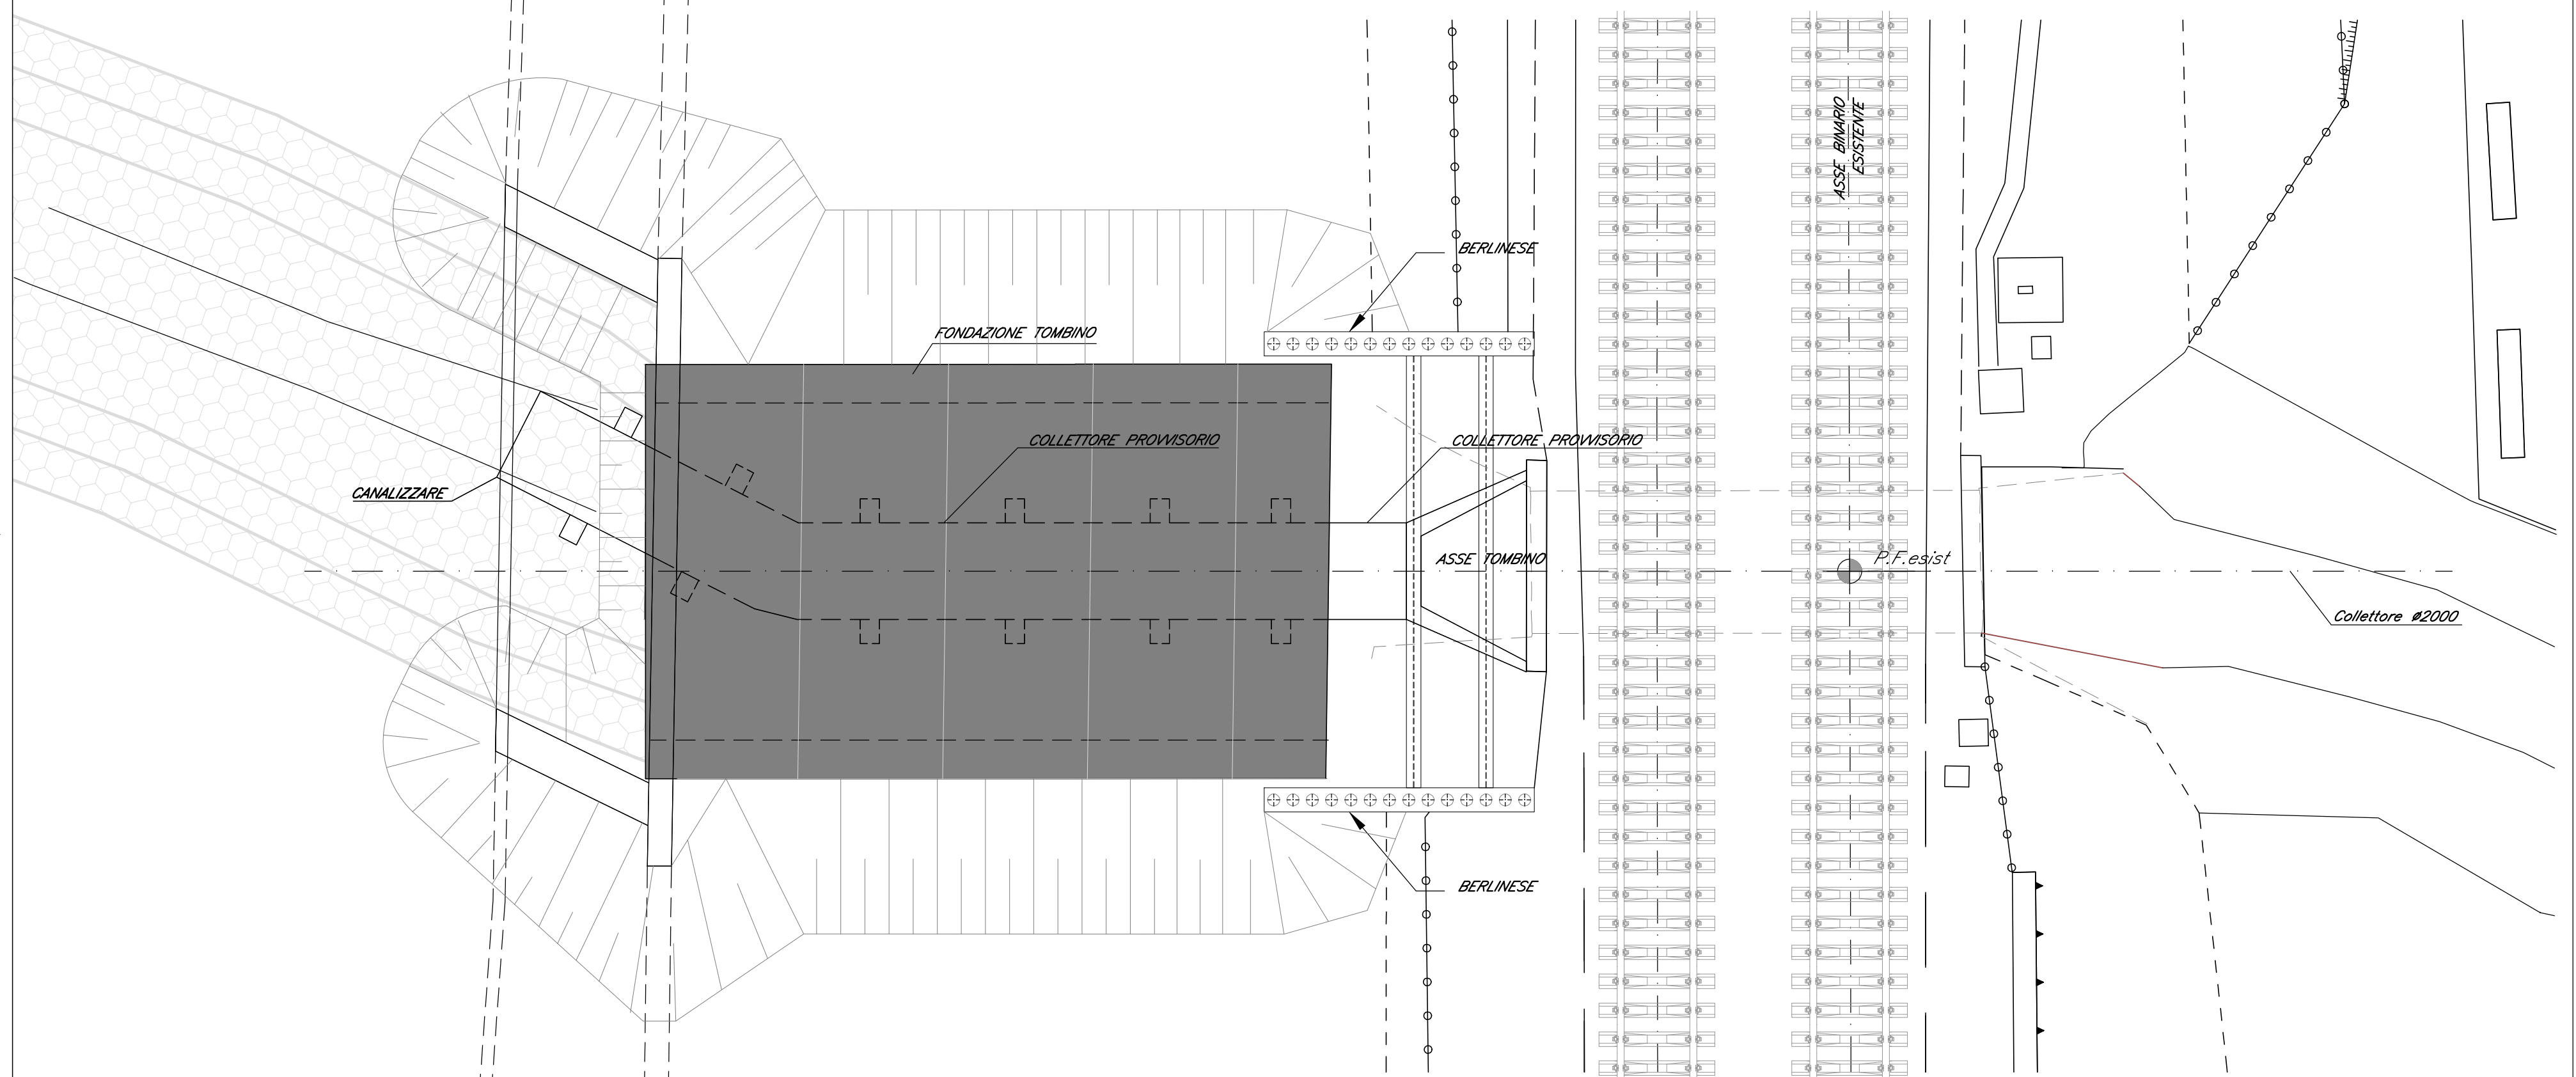 ASSE BINARIO
ESISTENTE
BERLINESE
FONDAZIONE TOMBINO
COLLETTORE PROVVISORIO
COLLETTORE PROVVISORIO
CANALIZZARE
ASSE TOMBINO
P.F.esist
Collettore ø2000
BERLINESE